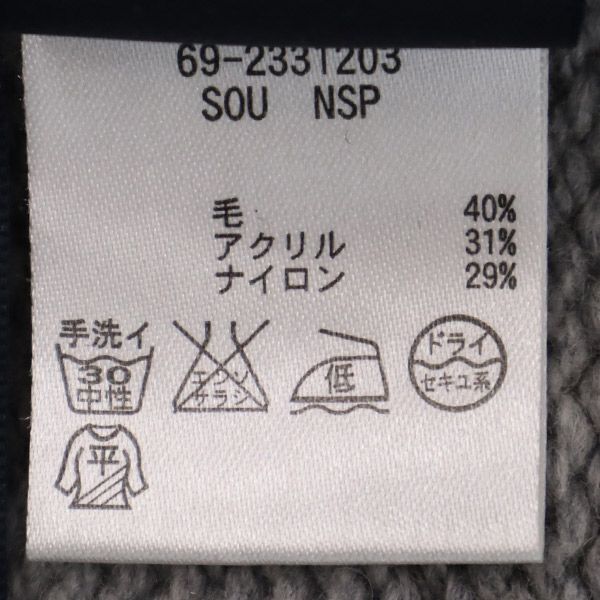 69-2331203
SOU NSP
毛 40%
アクリル 31%
ナイロン 29%
手洗イ
30
中性
エンソ
サラシ
低
ドライ
セキユ系
平